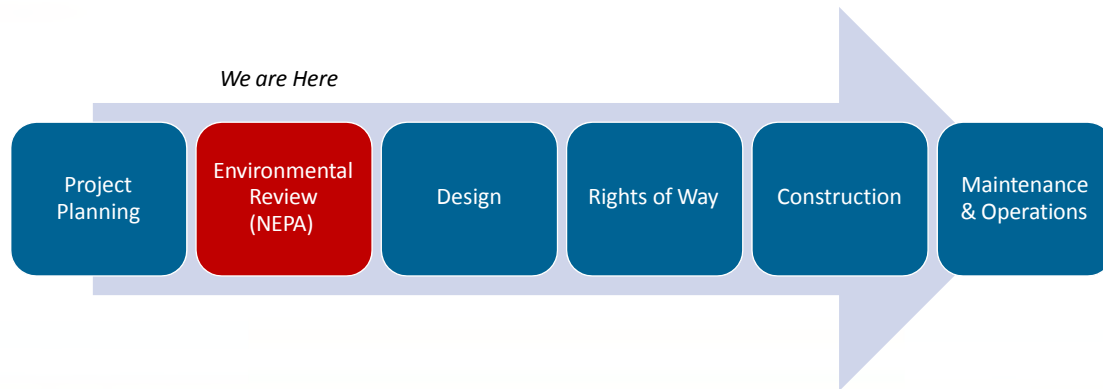 We are Here
Project
Planning
Environmental
Review
(NEPA)
Design
Rights of Way
Construction
Maintenance
& Operations